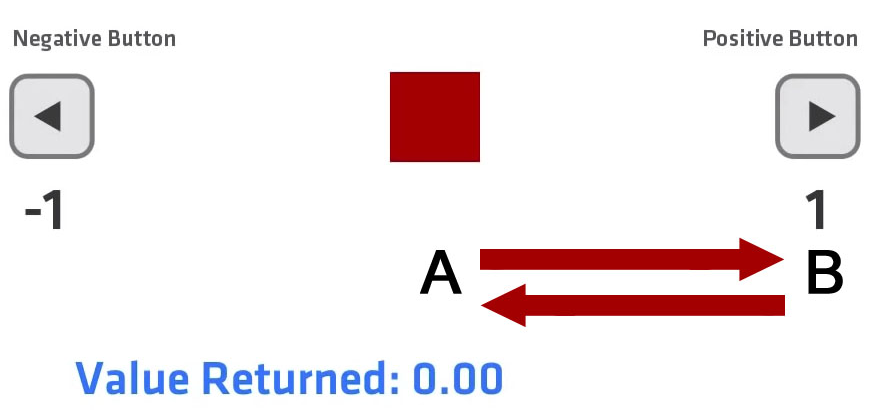 Negative Button
Positive Button
-1
1
A
B
Value Returned: 0.00